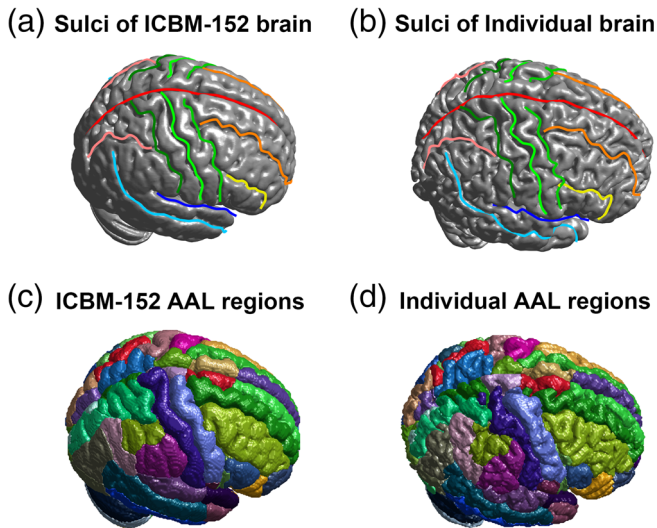 (a) Sulci of ICBM-152 brain
(b) Sulci of Individual brain
(c) ICBM-152 AAL regions
(d) Individual AAL regions